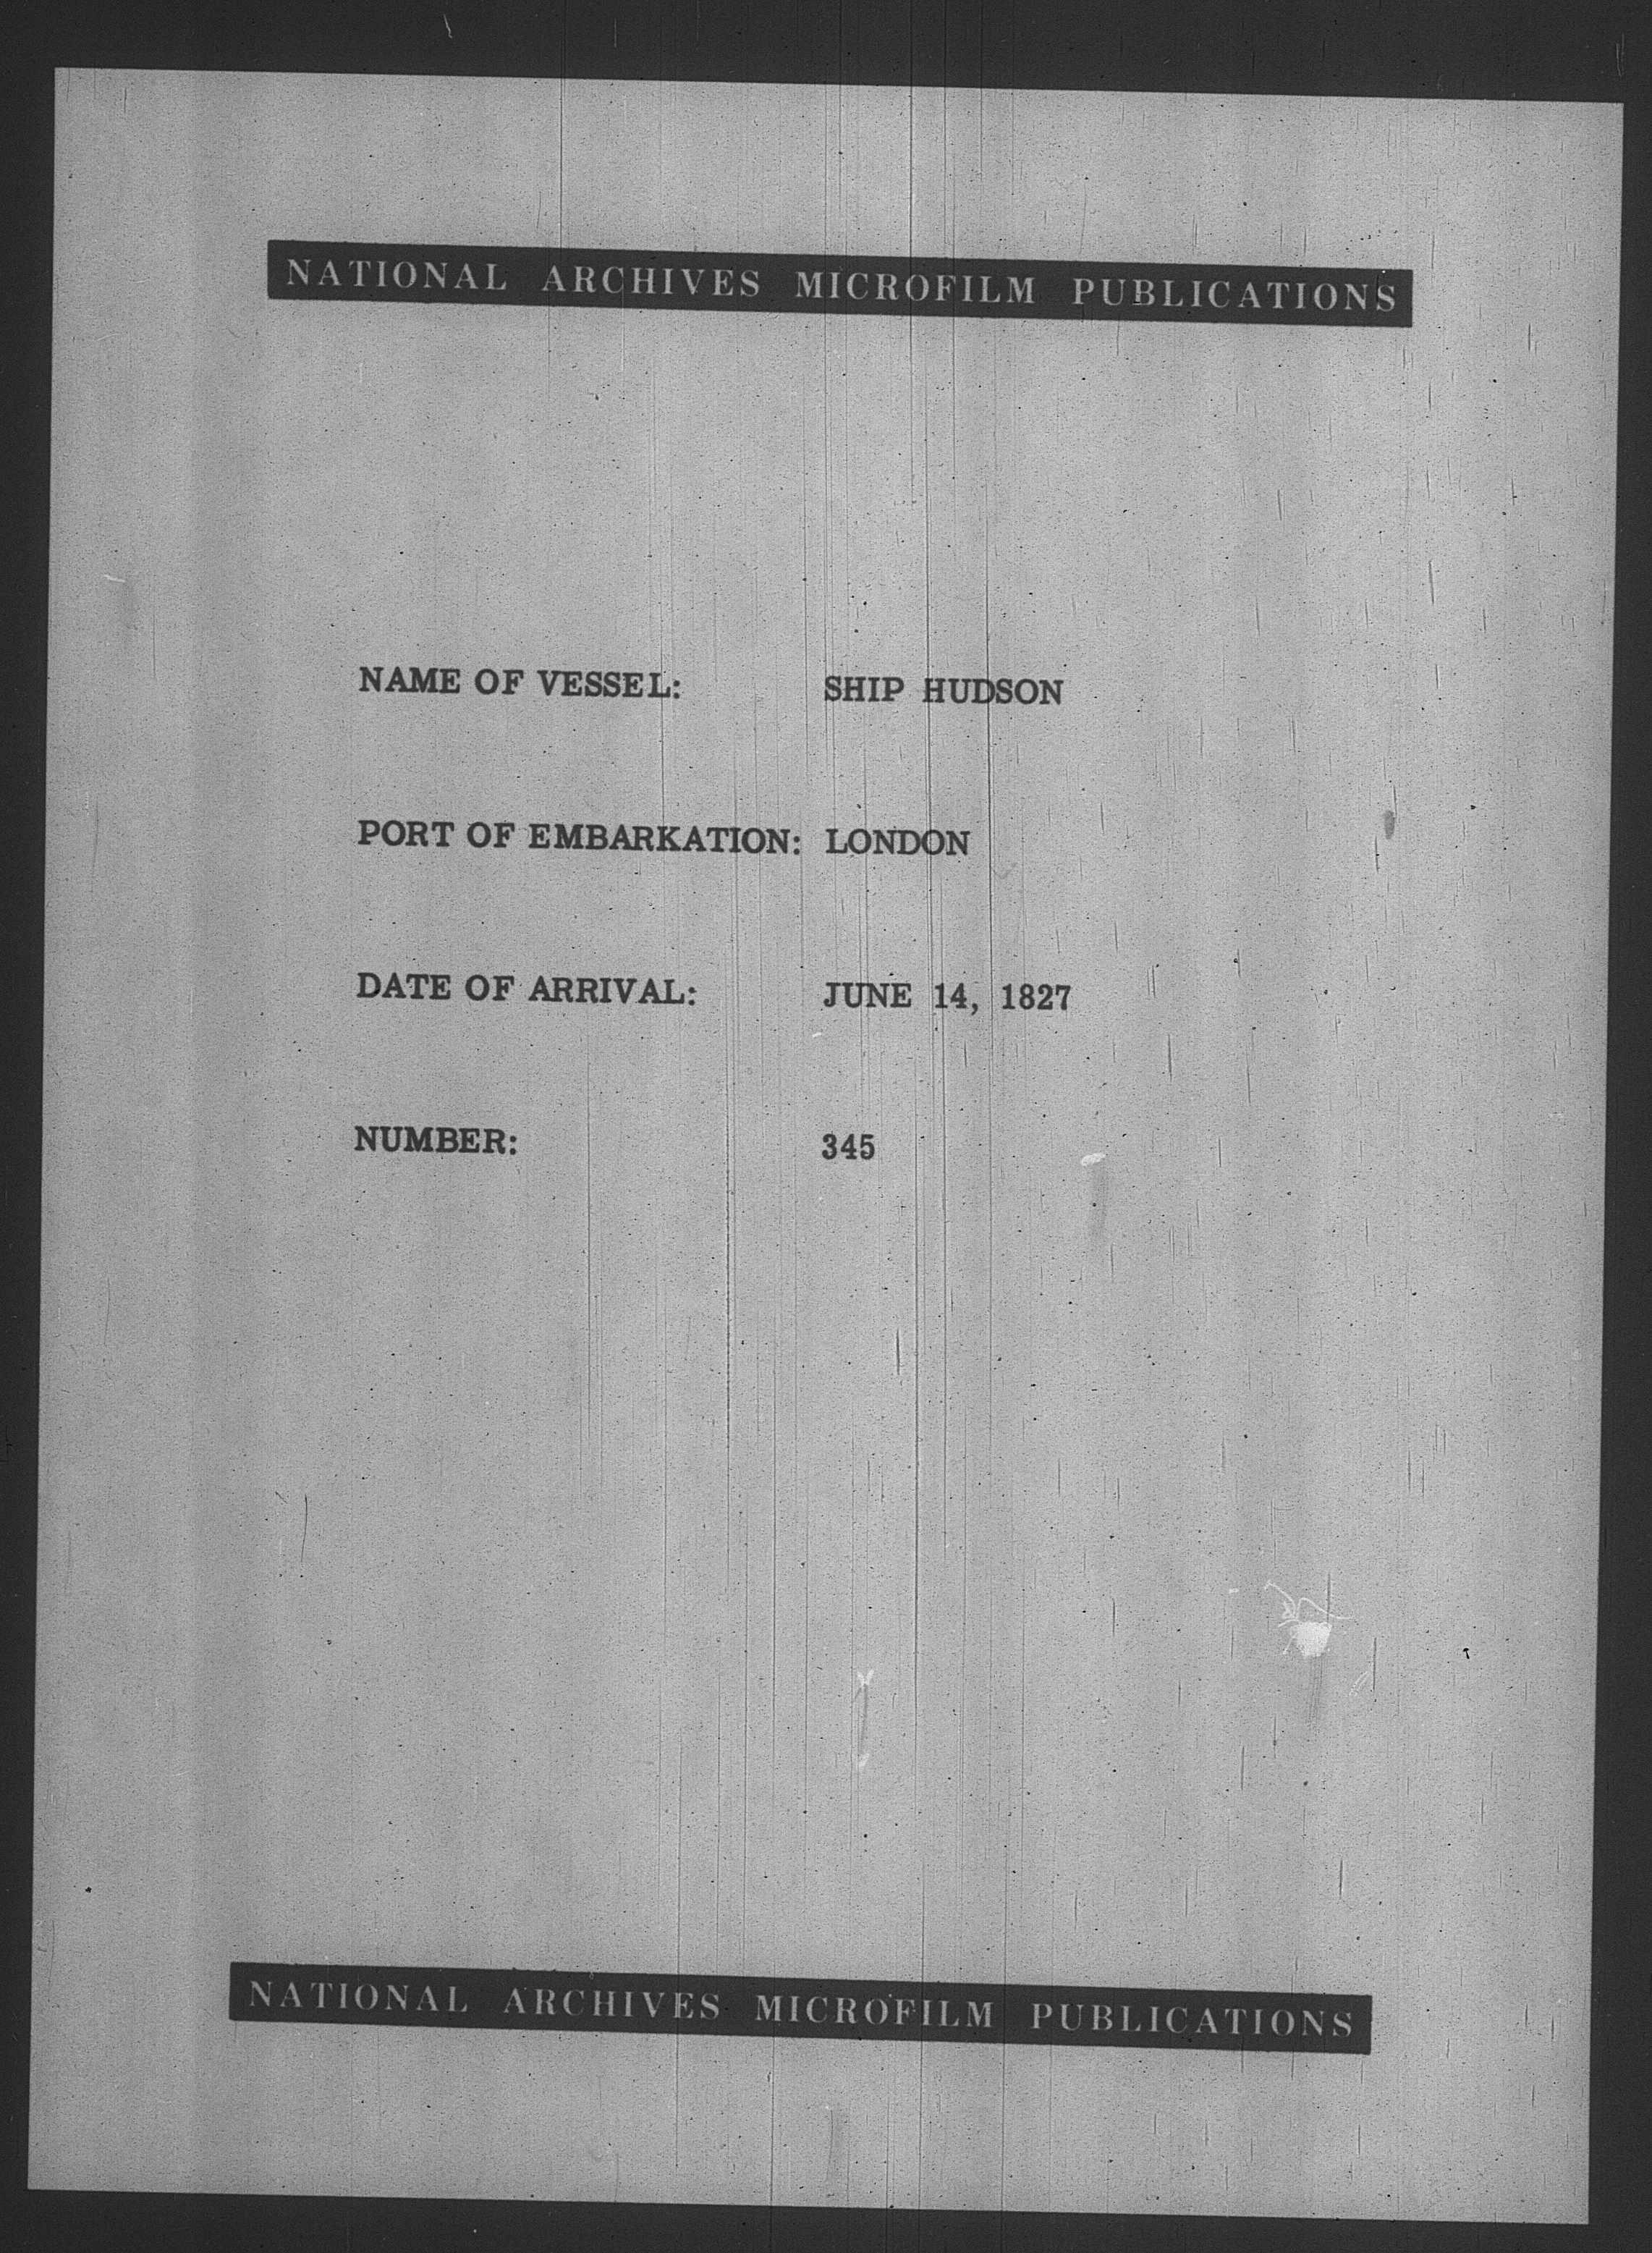 NATIONAL ARCHIVES MICROFILM PUBLICATIONS
NAME OF VESSEL: SHIP HUDSON
PORT OF EMBARKATION: LONDON
DATE OF ARRIVAL: JUNE 14, 1827
NUMBER: 345
NATIONAL ARCHIVES MICROFILM PUBLICATIONS